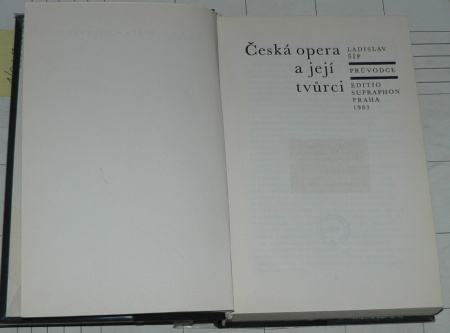 Česká opera
a její
tvůrci
LADISLAV
ŠÍP
PRŮVODCE
EDITIO
SUPRAPHON
PRAHA
1983